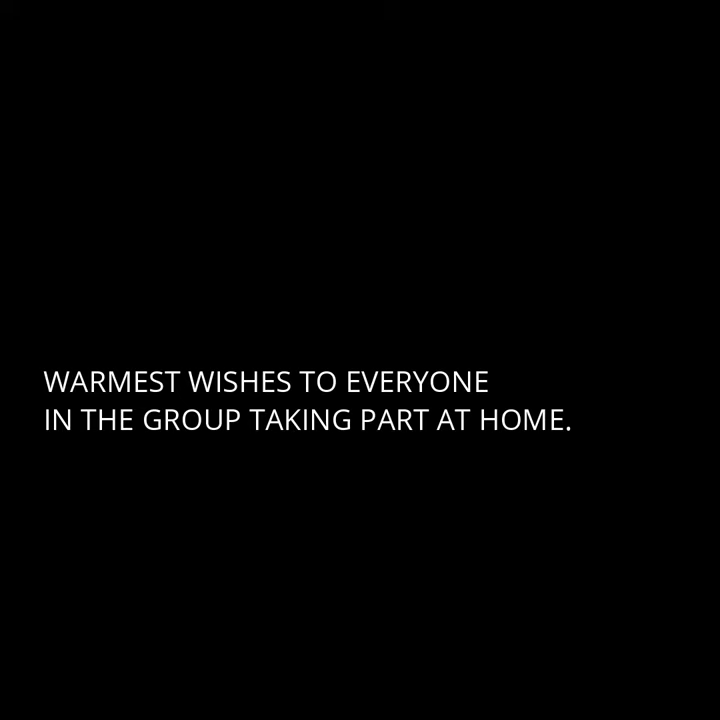 WARMEST WISHES TO EVERYONE
IN THE GROUP TAKING PART AT HOME.